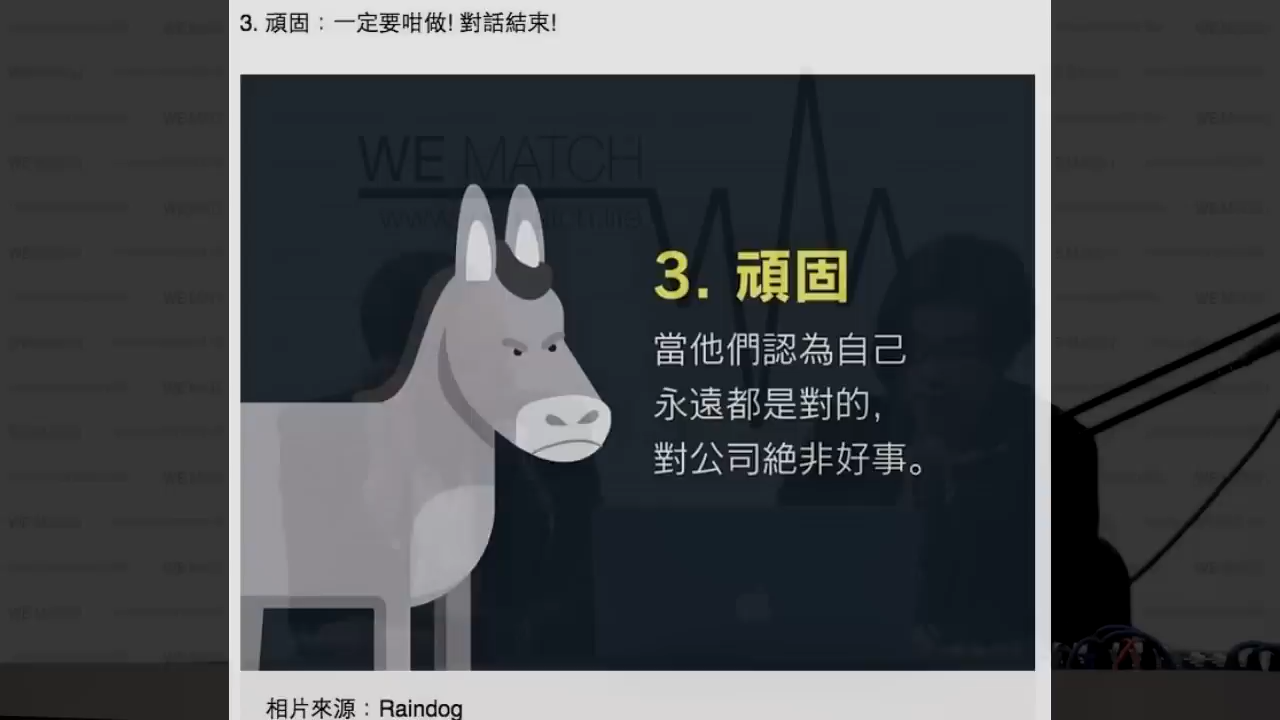 3. 頑固：一定要咁做! 對話結束!
WE MATCH
3. 頑固
當他們認為自己
永遠都是對的,
對公司絕非好事。
相片來源：Raindog